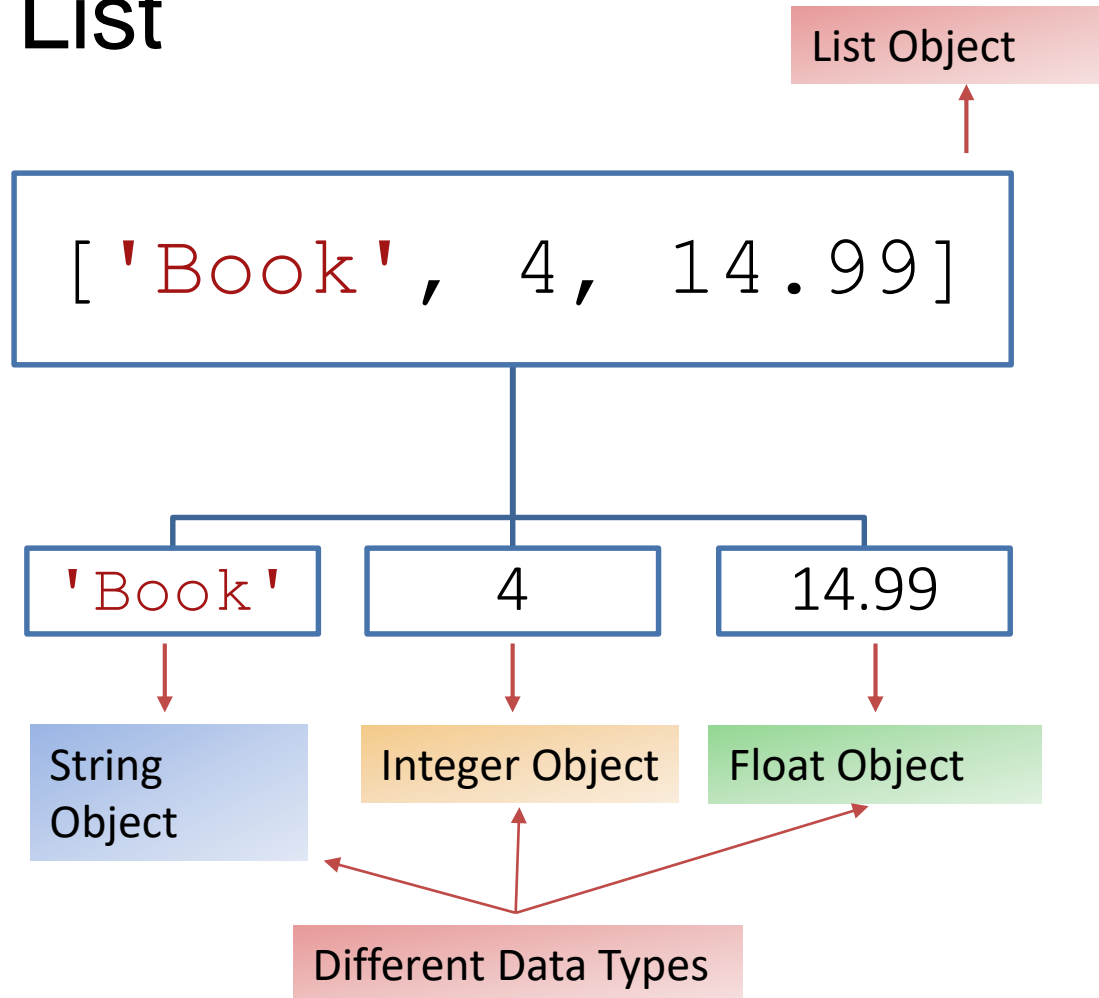 List
List Object
['Book', 4, 14.99]
'Book'
4
14.99
String
Object
Integer Object
Float Object
Different Data Types